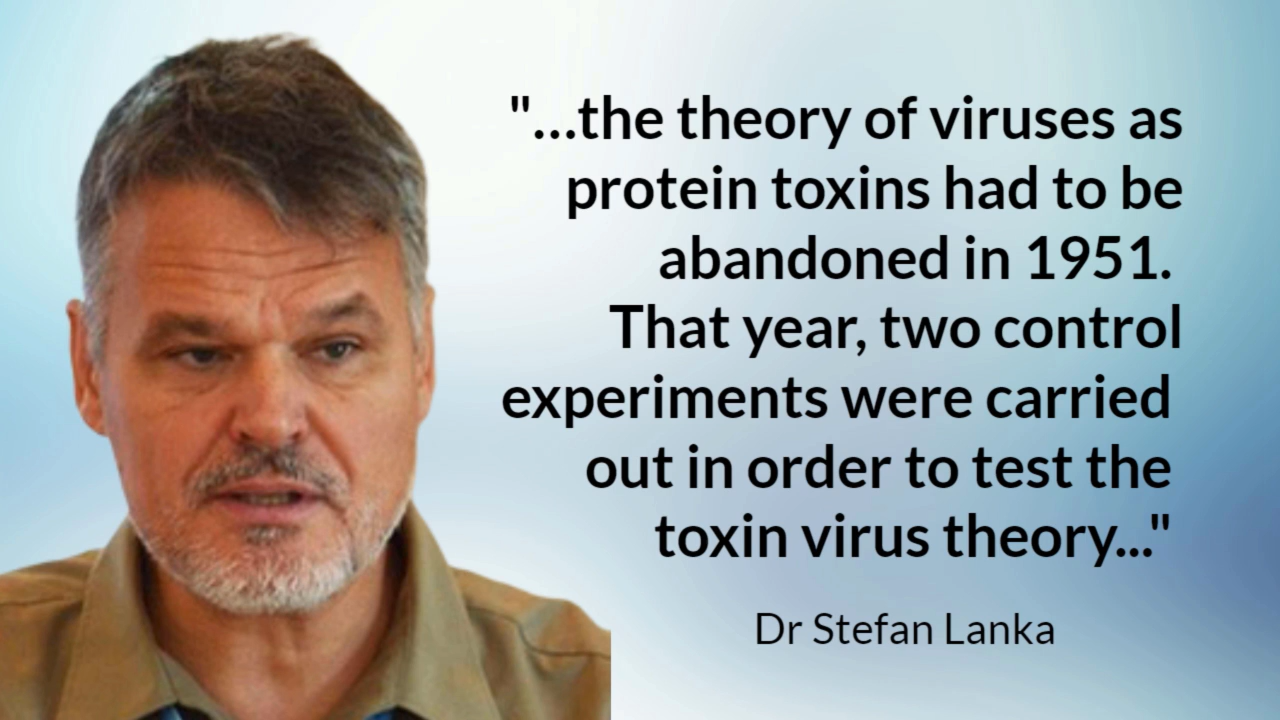 "...the theory of viruses as
protein toxins had to be
abandoned in 1951.
That year, two control
experiments were carried
out in order to test the
toxin virus theory..."
Dr Stefan Lanka